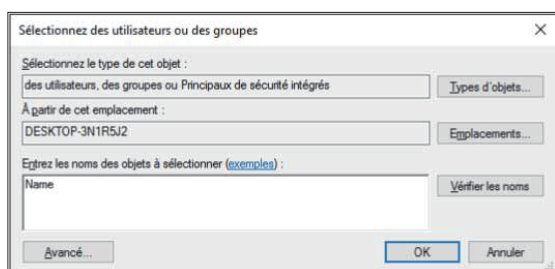 Sélectionnez des utilisateurs ou des groupes
Sélectionnez le type de cet objet :
des utilisateurs, des groupes ou Principaux de sécurité intégrés
Types d'objets...
À partir de cet emplacement :
DESKTOP-3N1R5J2
Emplacements...
Entrez les noms des objets à sélectionner (exemples) :
Name
Vérifier les noms
Avancé...
OK
Annuler